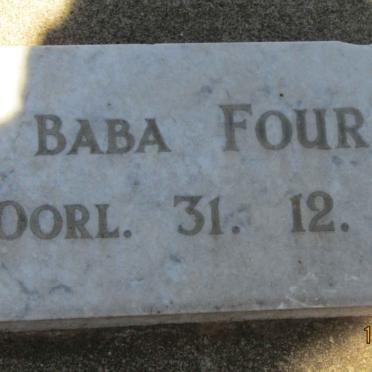 BABA FOUR
OORL. 31. 12.